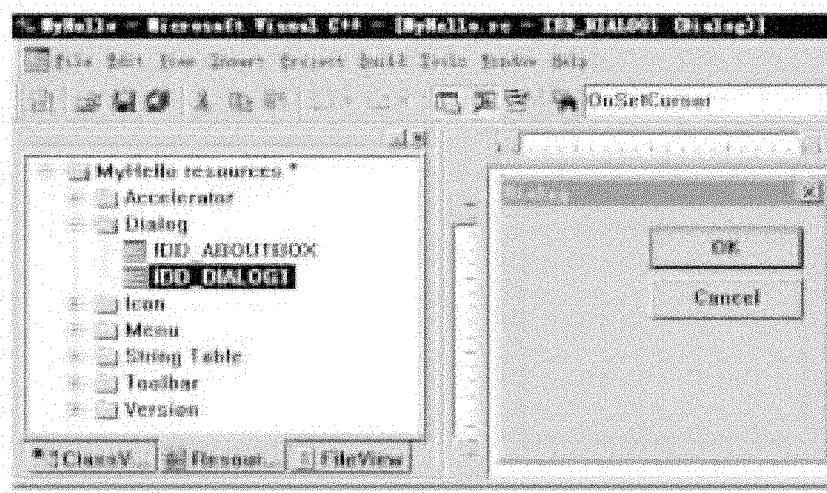 MyHello - Microsoft Visual C++ - [MyHello.rc - IDD_DIALOG1 (Dialog)]
File Edit View Insert Project Build Tools Window Help
OnSetCursor
MyHello resources *
Accelerator
Dialog
IDD_ABOUTBOX
IDD_DIALOG1
Icon
Menu
String Table
Toolbar
Version
ClassV... Resour... FileView
OK
Cancel